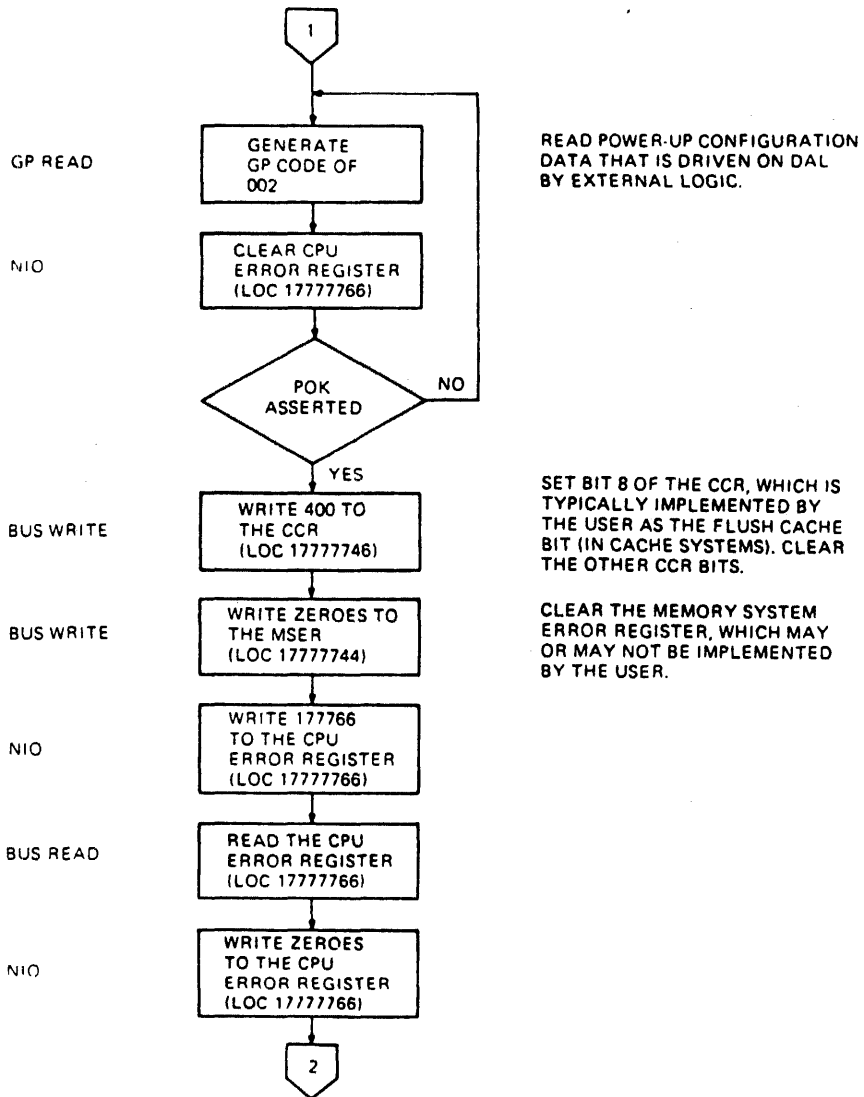 1
GP READ
GENERATE
GP CODE OF
002
READ POWER-UP CONFIGURATION
DATA THAT IS DRIVEN ON DAL
BY EXTERNAL LOGIC.
NIO
CLEAR CPU
ERROR REGISTER
(LOC 17777766)
POK
ASSERTED
NO
YES
BUS WRITE
WRITE 400 TO
THE CCR
(LOC 17777746)
SET BIT 8 OF THE CCR, WHICH IS
TYPICALLY IMPLEMENTED BY
THE USER AS THE FLUSH CACHE
BIT (IN CACHE SYSTEMS). CLEAR
THE OTHER CCR BITS.
BUS WRITE
WRITE ZEROES TO
THE MSER
(LOC 17777744)
CLEAR THE MEMORY SYSTEM
ERROR REGISTER, WHICH MAY
OR MAY NOT BE IMPLEMENTED
BY THE USER.
NIO
WRITE 177766
TO THE CPU
ERROR REGISTER
(LOC 17777766)
BUS READ
READ THE CPU
ERROR REGISTER
(LOC 17777766)
NIO
WRITE ZEROES
TO THE CPU
ERROR REGISTER
(LOC 17777766)
2